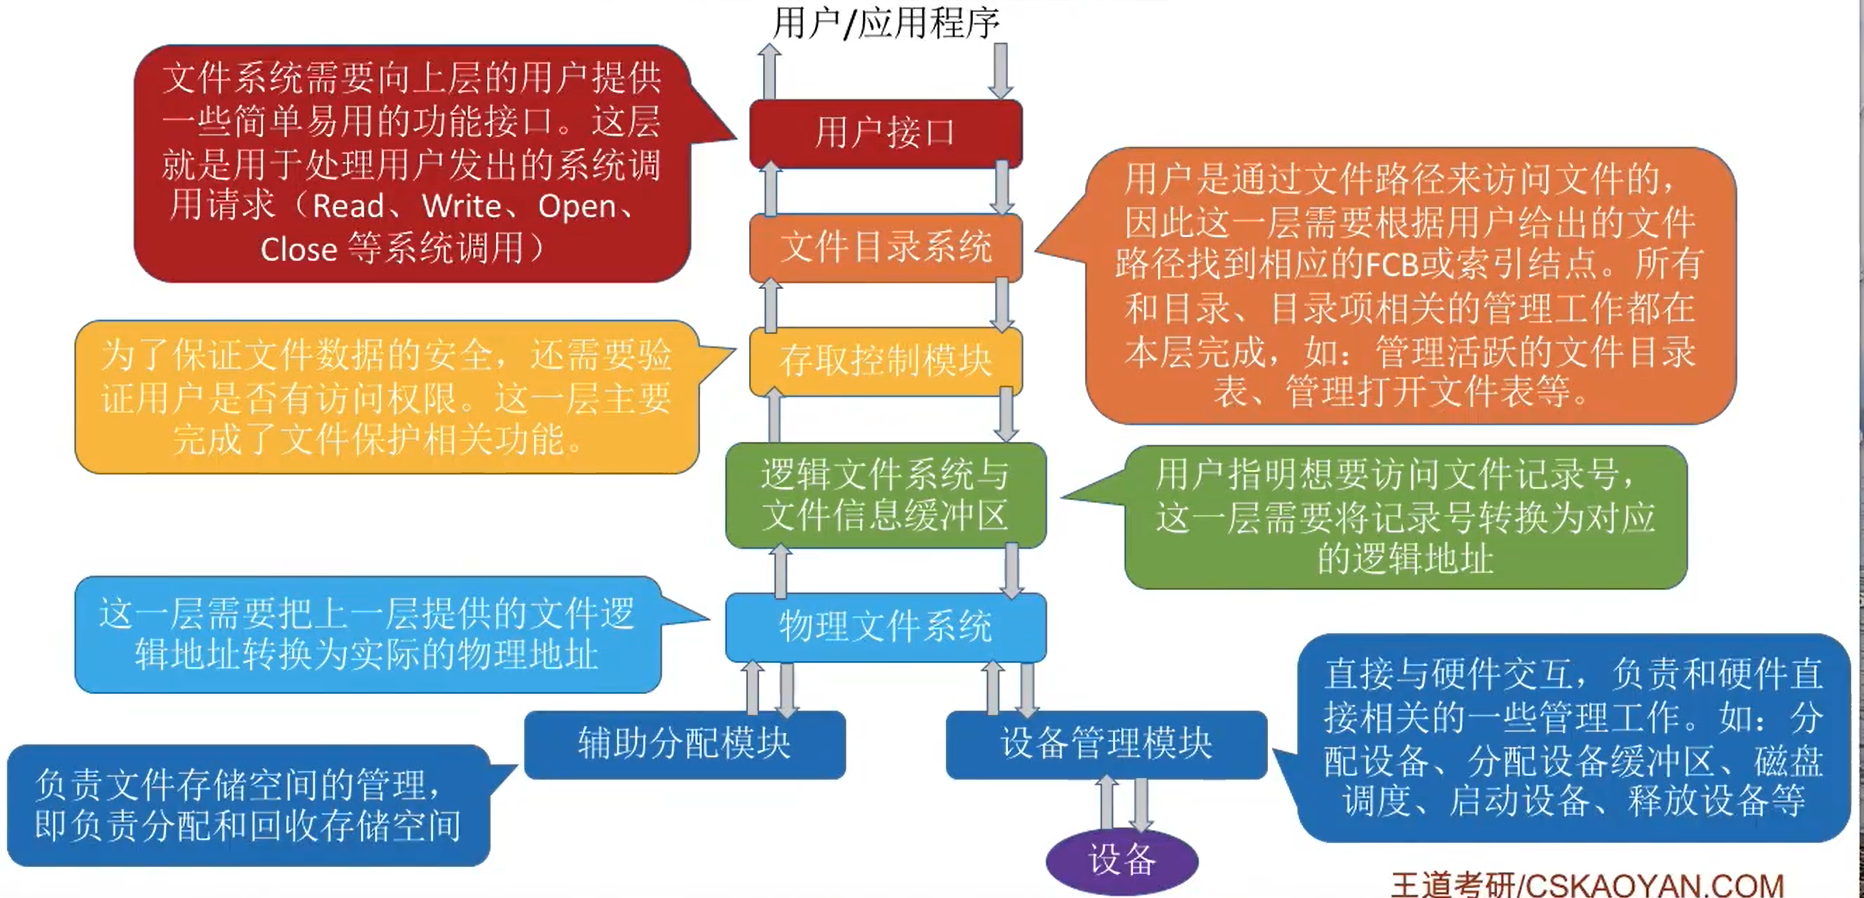 用户/应用程序
文件系统需要向上层的用户提供
一些简单易用的功能接口。这层
就是用于处理用户发出的系统调
用请求（Read、Write、Open、
Close 等系统调用）
用户接口
用户是通过文件路径来访问文件的，
因此这一层需要根据用户给出的文件
路径找到相应的FCB或索引结点。所有
和目录、目录项相关的管理工作都在
本层完成，如：管理活跃的文件目录
表、管理打开文件表等。
文件目录系统
为了保证文件数据的安全，还需要验
证用户是否有访问权限。这一层主要
完成了文件保护相关功能。
存取控制模块
逻辑文件系统与
文件信息缓冲区
用户指明想要访问文件记录号，
这一层需要将记录号转换为对应
的逻辑地址
这一层需要把上一层提供的文件逻
辑地址转换为实际的物理地址
物理文件系统
辅助分配模块
设备管理模块
直接与硬件交互，负责和硬件直
接相关的一些管理工作。如：分
配设备、分配设备缓冲区、磁盘
调度、启动设备、释放设备等
负责文件存储空间的管理，
即负责分配和回收存储空间
设备
王道考研/CSKAOYAN.COM